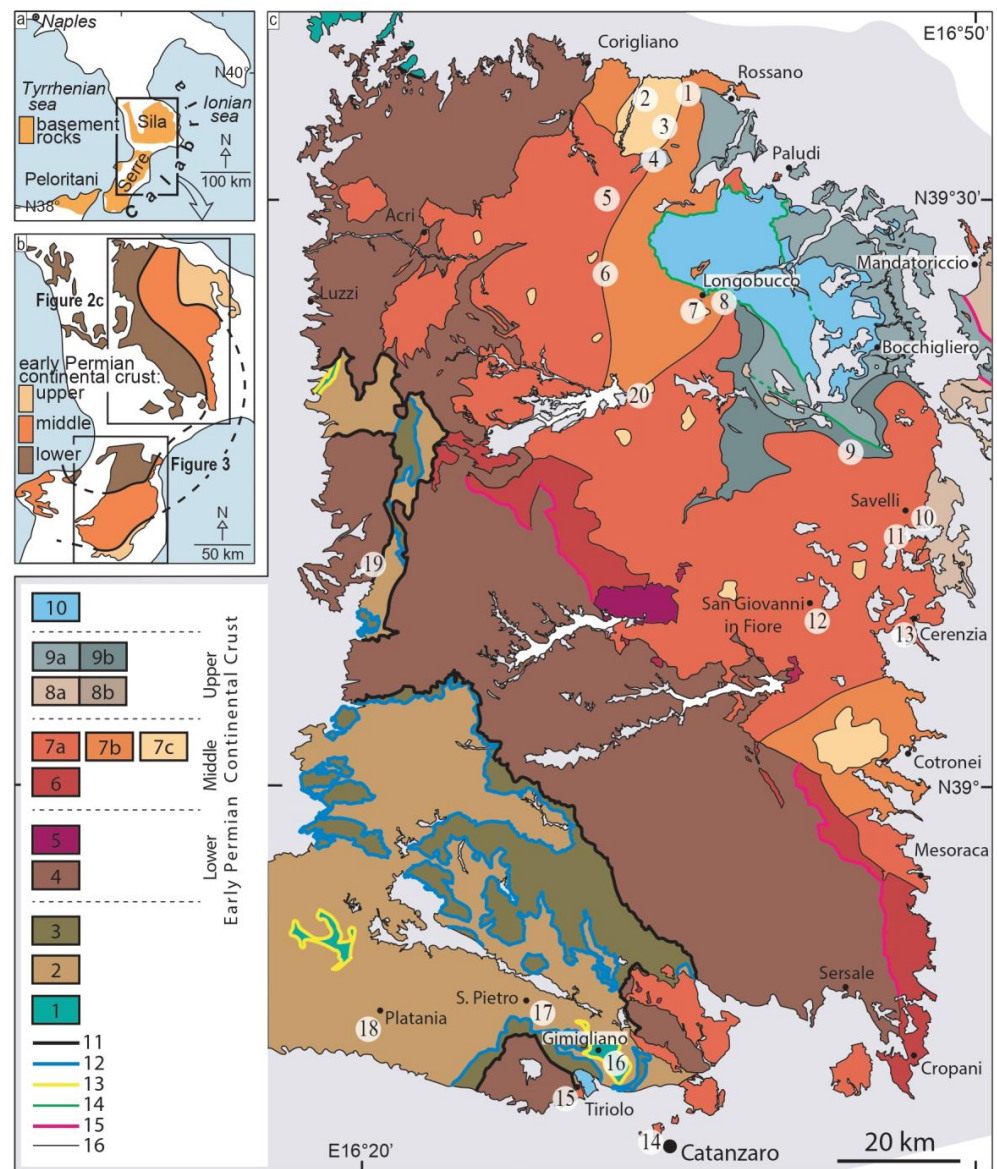 a
Naples
N40°
Tyrrhenian
sea
Ionian
sea
basement
rocks
Sila
N
100 km
Serre
Calabria
Peloritani
N38°
b
Figure 2c
early Permian
continental crust:
upper
middle
lower
Figure 3
N
50 km
10
9a 9b
8a 8b
Upper
7a 7b 7c
6
Middle
5
4
Lower
Early Permian Continental Crust
3
2
1
11
12
13
14
15
16
c
E16°50'
Corigliano
Rossano
2
1
3
4
Paludi
5
N39°30'
Acri
Mandatoriccio
6
Longobucco
Luzzi
7
8
Bocchigliero
20
9
Savelli
10
11
19
San Giovanni
in Fiore
12
13
Cerenzia
Cotronei
N39°
Mesoraca
Sersale
S. Pietro
17
Platania
18
Gimigliano
16
Cropani
15
Tiriolo
14
Catanzaro
E16°20'
20 km